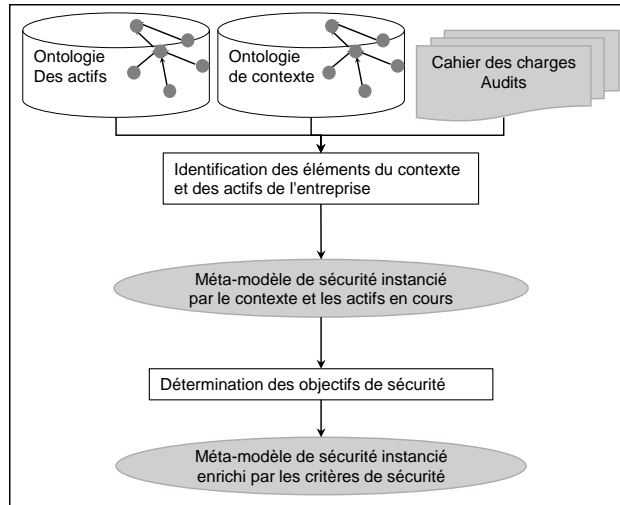 Ontologie
Des actifs
Ontologie
de contexte
Cahier des charges
Audits
Identification des éléments du contexte
et des actifs de l'entreprise
Méta-modèle de sécurité instancié
par le contexte et les actifs en cours
Détermination des objectifs de sécurité
Méta-modèle de sécurité instancié
enrichi par les critères de sécurité